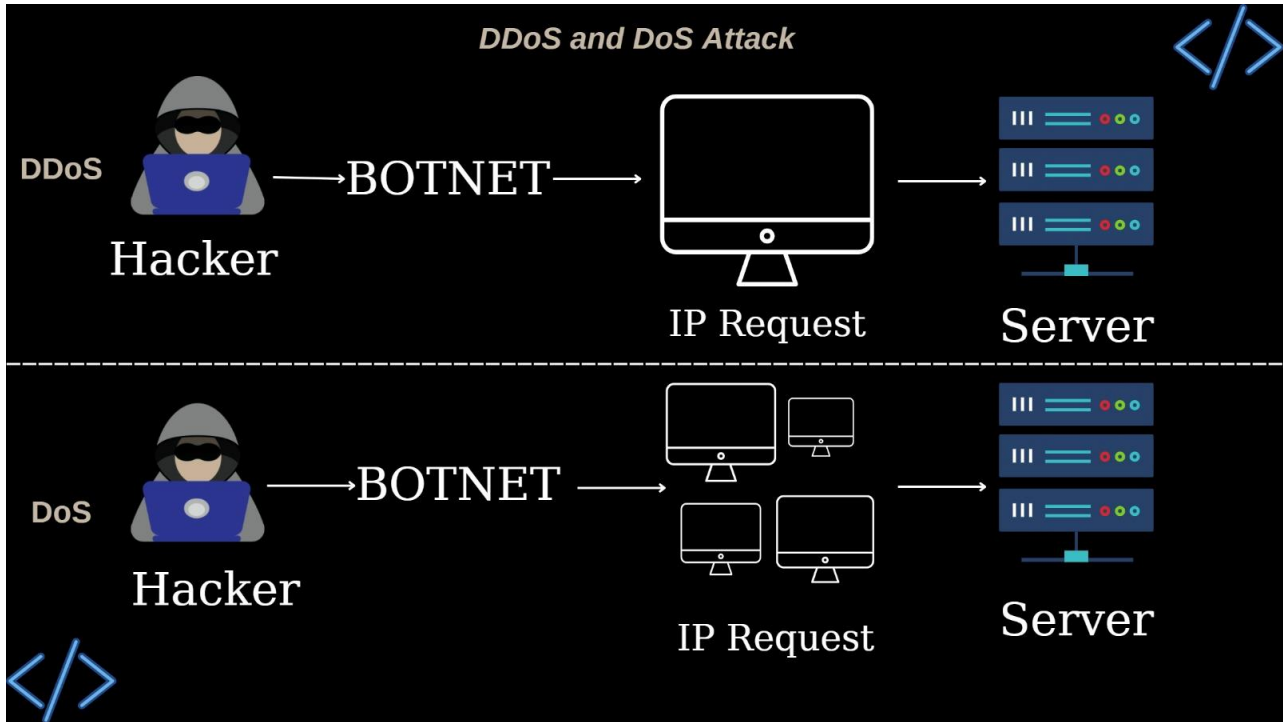 DDoS and DoS Attack
</>
DDoS
BOTNET
Hacker
IP Request
Server
DoS
BOTNET
Hacker
IP Request
Server
</>